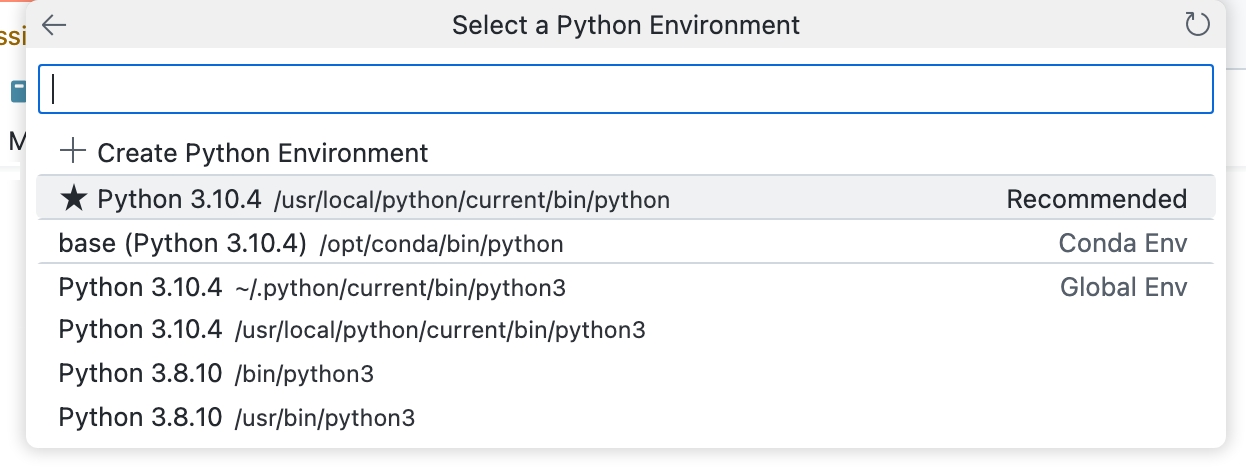 Select a Python Environment
ssi
M
Create Python Environment
★ Python 3.10.4 /usr/local/python/current/bin/python Recommended
base (Python 3.10.4) /opt/conda/bin/python Conda Env
Python 3.10.4 ~/.python/current/bin/python3 Global Env
Python 3.10.4 /usr/local/python/current/bin/python3
Python 3.8.10 /bin/python3
Python 3.8.10 /usr/bin/python3